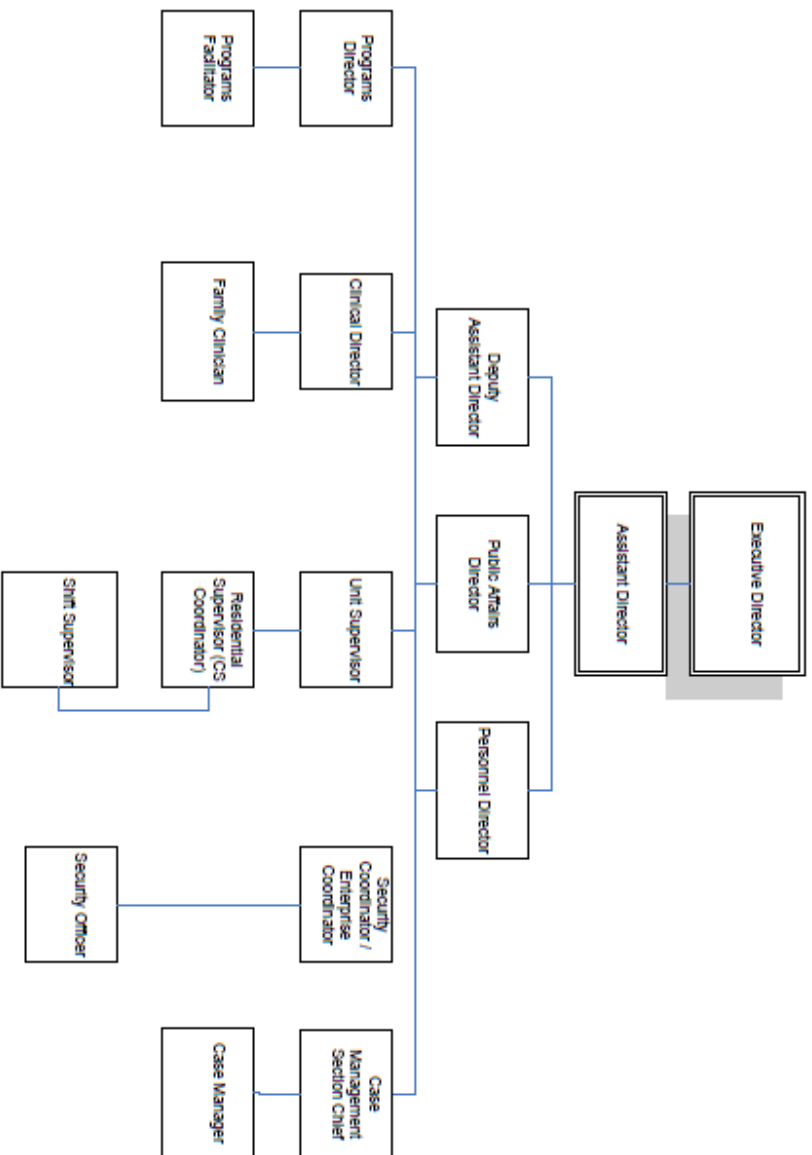 Executive Director
Assistant Director
Deputy
Assistant Director
Public Affairs
Director
Personnel Director
Programs
Director
Clinical Director
Unit Supervisor
Security
Coordinator /
Enterprise
Coordinator
Case
Management
Section Chief
Programs
Facilitator
Family Clinician
Residential
Supervisor (CS
Coordinator)
Case Manager
Shift Supervisor
Security Officer